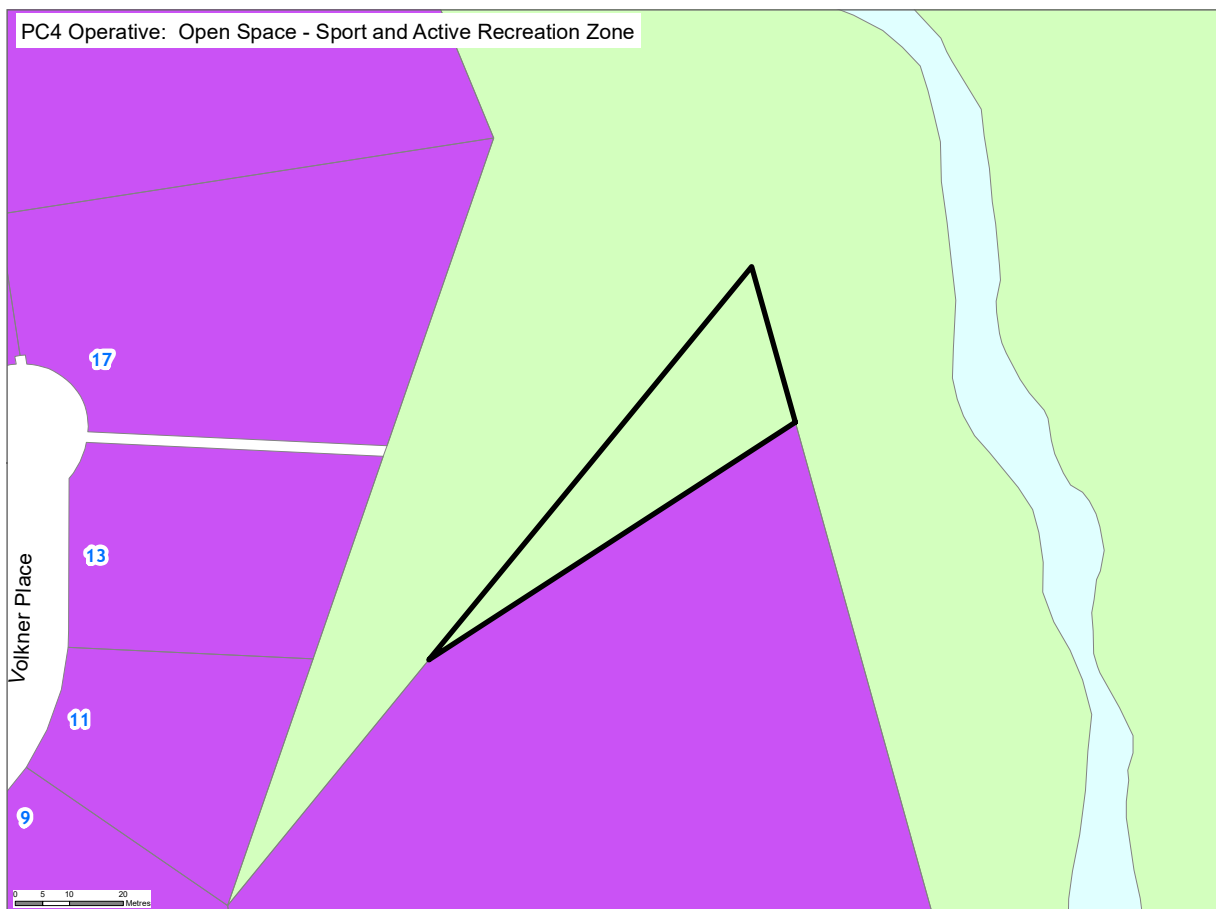 PC4 Operative:  Open Space - Sport and Active Recreation Zone
17
13
Volkner Place
11
9
0 5 10 20
Metres